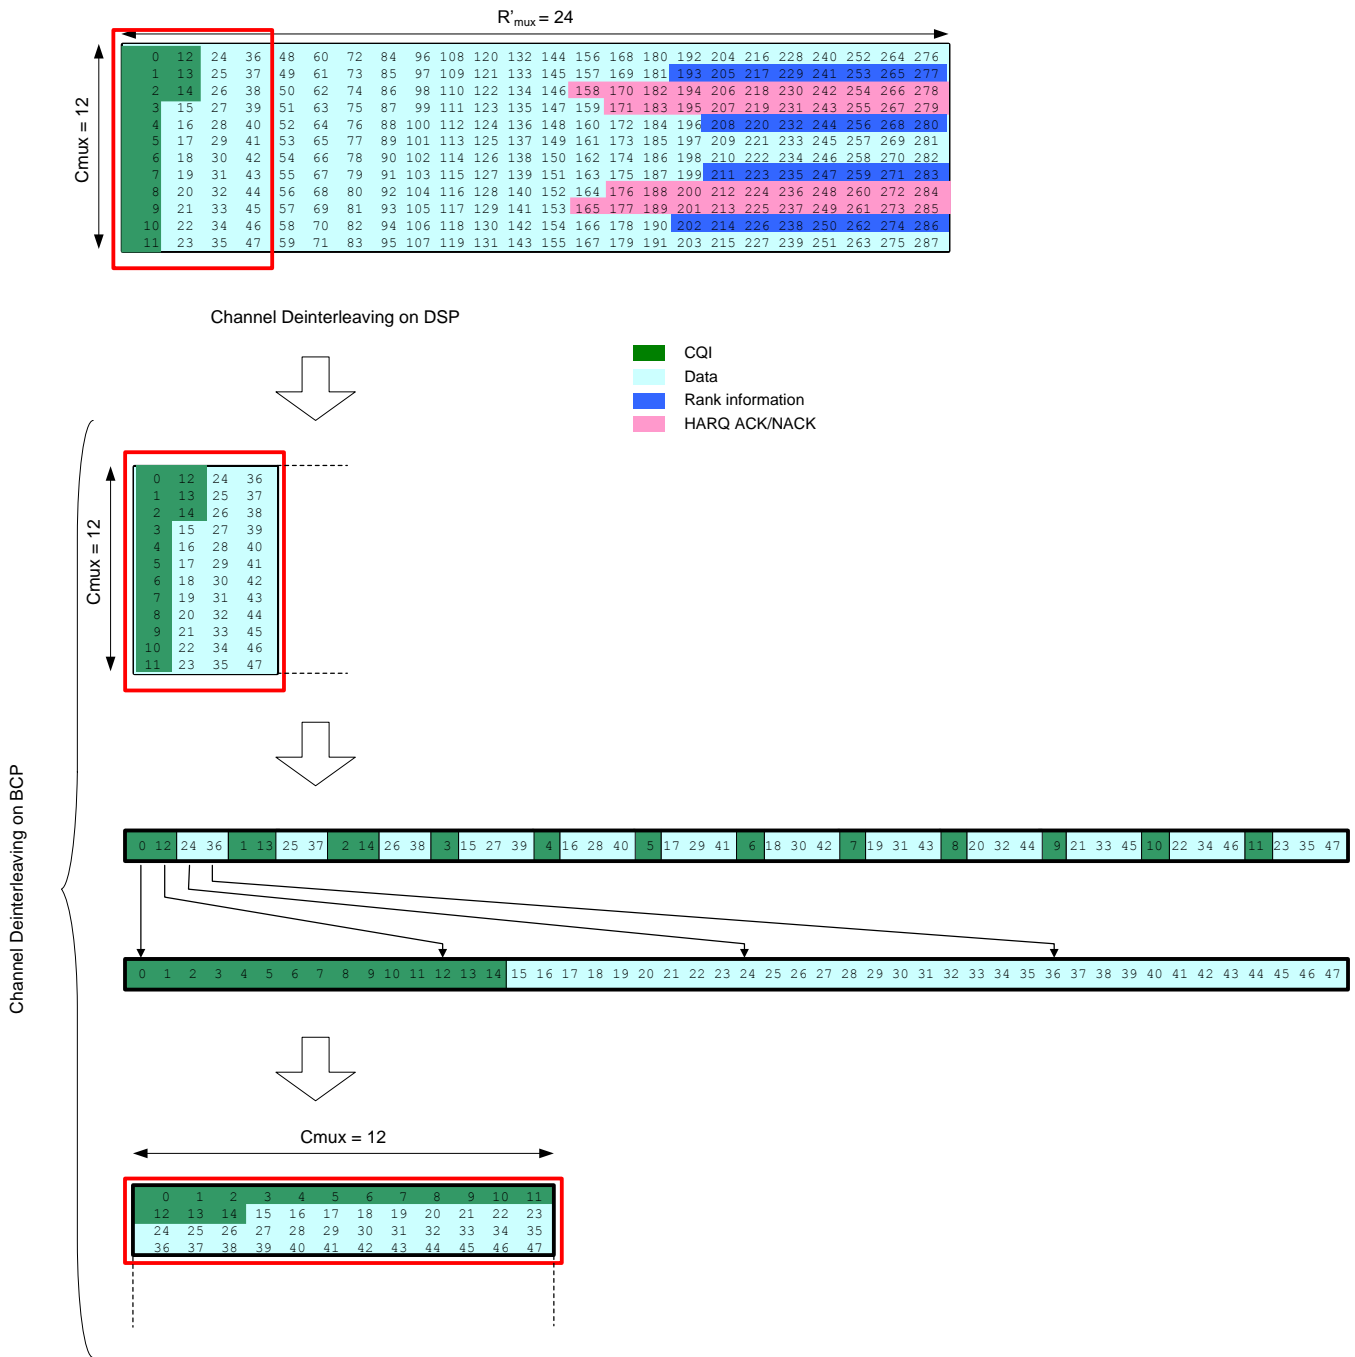 R'mux = 24
Cmux = 12
0 12 24 36 48 60 72 84 96 108 120 132 144 156 168 180 192 204 216 228 240 252 264 276
1 13 25 37 49 61 73 85 97 109 121 133 145 157 169 181 193 205 217 229 241 253 265 277
2 14 26 38 50 62 74 86 98 110 122 134 146 158 170 182 194 206 218 230 242 254 266 278
3 15 27 39 51 63 75 87 99 111 123 135 147 159 171 183 195 207 219 231 243 255 267 279
4 16 28 40 52 64 76 88 100 112 124 136 148 160 172 184 196 208 220 232 244 256 268 280
5 17 29 41 53 65 77 89 101 113 125 137 149 161 173 185 197 209 221 233 245 257 269 281
6 18 30 42 54 66 78 90 102 114 126 138 150 162 174 186 198 210 222 234 246 258 270 282
7 19 31 43 55 67 79 91 103 115 127 139 151 163 175 187 199 211 223 235 247 259 271 283
8 20 32 44 56 68 80 92 104 116 128 140 152 164 176 188 200 212 224 236 248 260 272 284
9 21 33 45 57 69 81 93 105 117 129 141 153 165 177 189 201 213 225 237 249 261 273 285
10 22 34 46 58 70 82 94 106 118 130 142 154 166 178 190 202 214 226 238 250 262 274 286
11 23 35 47 59 71 83 95 107 119 131 143 155 167 179 191 203 215 227 239 251 263 275 287
Channel Deinterleaving on DSP
CQI
Data
Rank information
HARQ ACK/NACK
Channel Deinterleaving on BCP
Cmux = 12
0 12 24 36
1 13 25 37
2 14 26 38
3 15 27 39
4 16 28 40
5 17 29 41
6 18 30 42
7 19 31 43
8 20 32 44
9 21 33 45
10 22 34 46
11 23 35 47
0 12 24 36 1 13 25 37 2 14 26 38 3 15 27 39 4 16 28 40 5 17 29 41 6 18 30 42 7 19 31 43 8 20 32 44 9 21 33 45 10 22 34 46 11 23 35 47
0 1 2 3 4 5 6 7 8 9 10 11 12 13 14 15 16 17 18 19 20 21 22 23 24 25 26 27 28 29 30 31 32 33 34 35 36 37 38 39 40 41 42 43 44 45 46 47
Cmux = 12
0 1 2 3 4 5 6 7 8 9 10 11
12 13 14 15 16 17 18 19 20 21 22 23
24 25 26 27 28 29 30 31 32 33 34 35
36 37 38 39 40 41 42 43 44 45 46 47